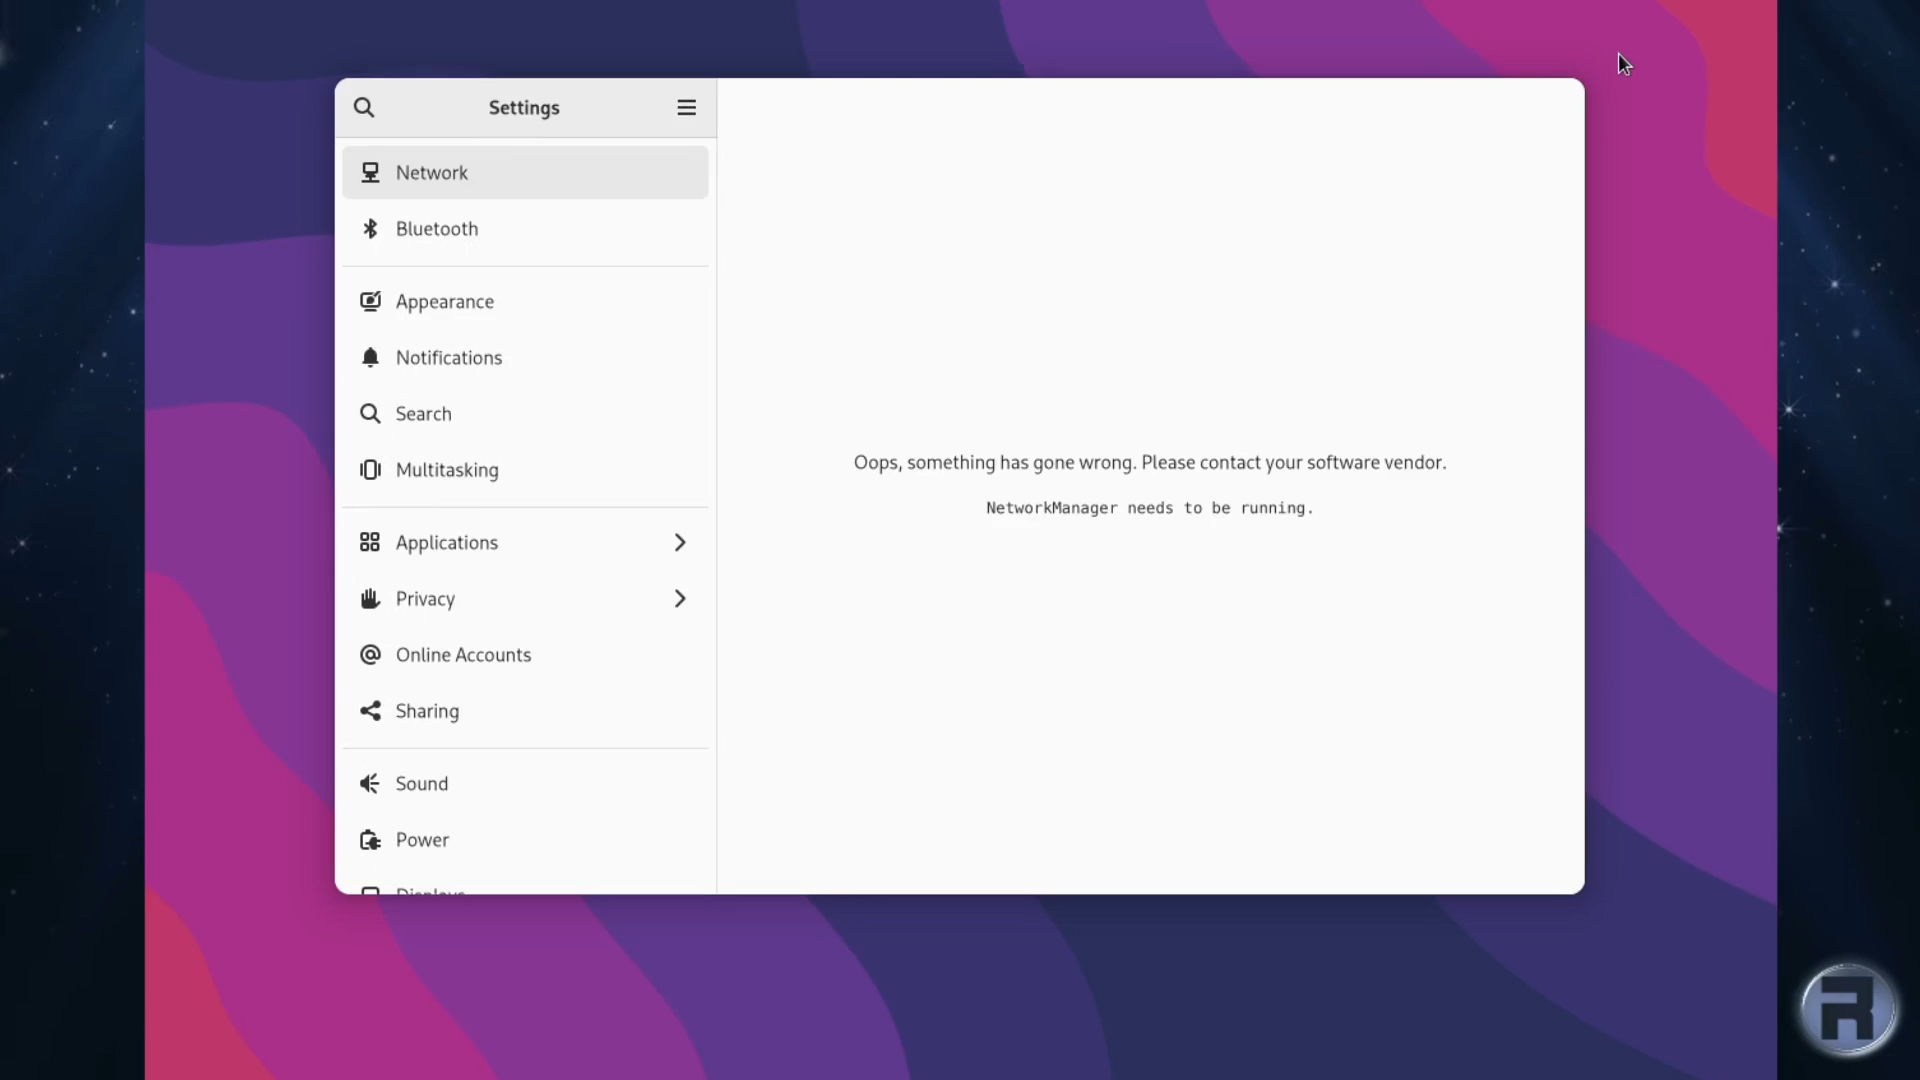 Settings
Network
Bluetooth
Appearance
Notifications
Search
Multitasking
Applications
Privacy
Online Accounts
Sharing
Sound
Power
Displays
Oops, something has gone wrong. Please contact your software vendor.
NetworkManager needs to be running.
R